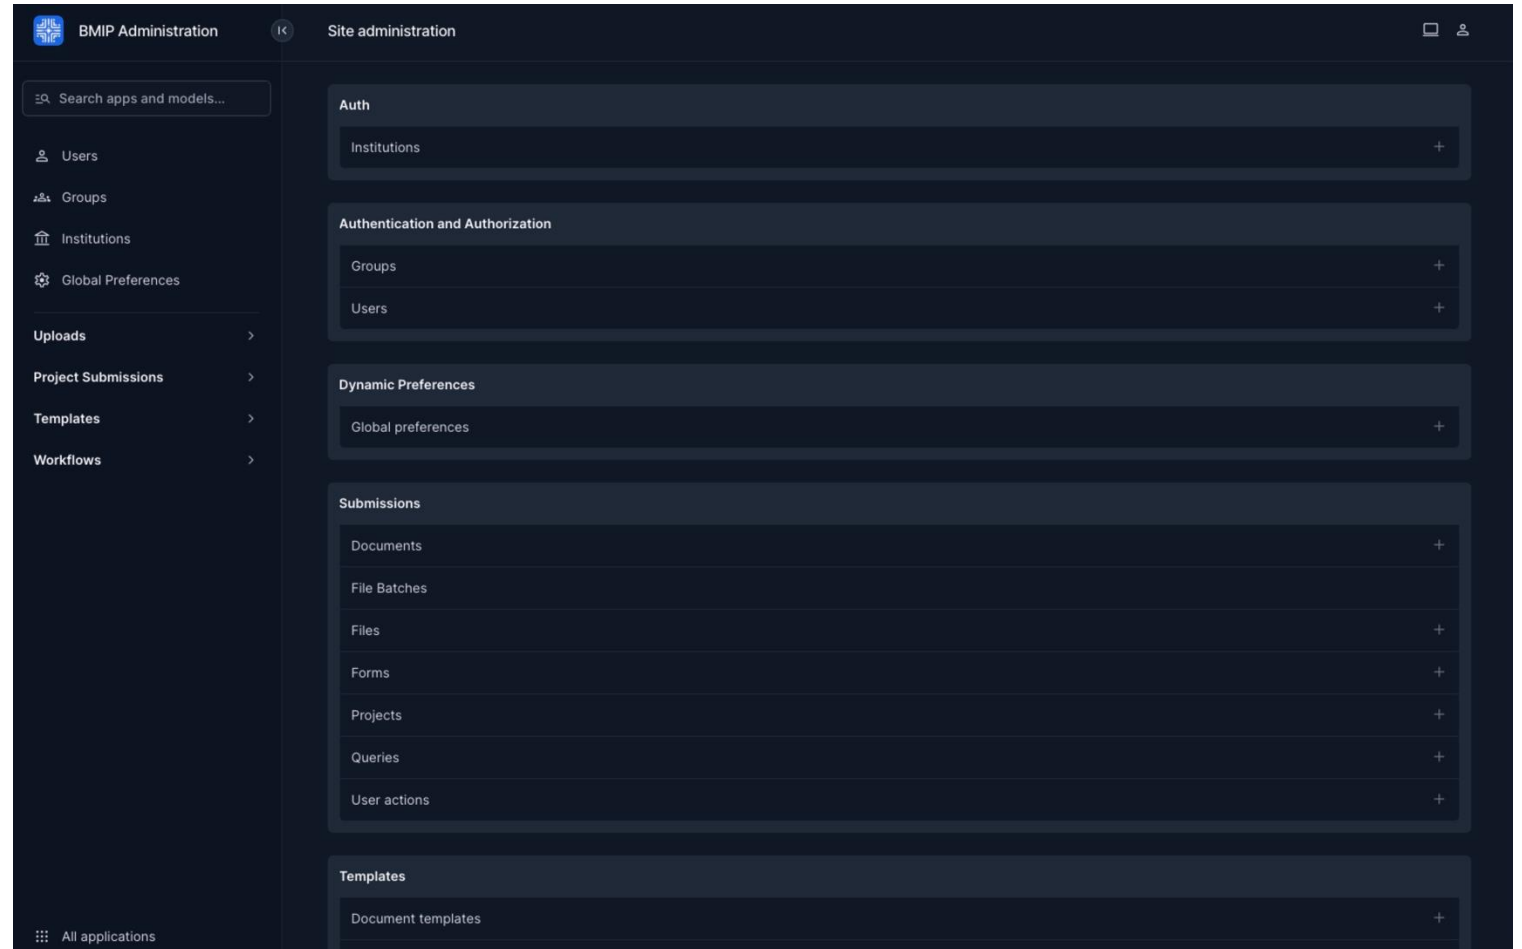 BMIP Administration
Site administration
Search apps and models...
Users
Groups
Institutions
Global Preferences
Uploads
Project Submissions
Templates
Workflows
All applications
Auth
Institutions
Authentication and Authorization
Groups
Users
Dynamic Preferences
Global preferences
Submissions
Documents
File Batches
Files
Forms
Projects
Queries
User actions
Templates
Document templates